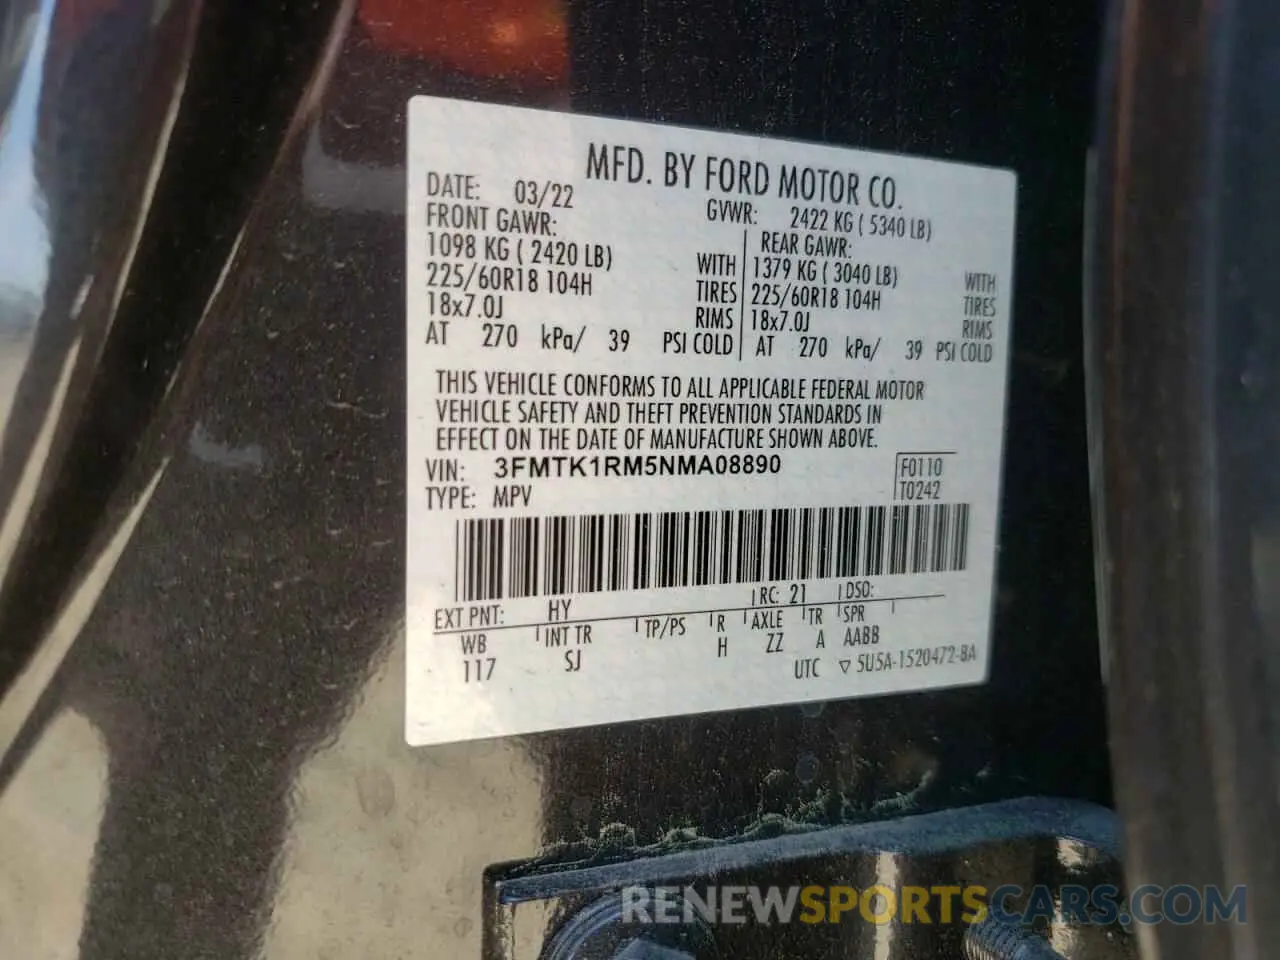 MFD. BY FORD MOTOR CO.
DATE: 03/22 GVWR: 2422 KG ( 5340 LB)
FRONT GAWR: REAR GAWR:
1098 KG ( 2420 LB) WITH 1379 KG ( 3040 LB) WITH
225/60R18 104H TIRES 225/60R18 104H TIRES
18x7.0J RIMS 18x7.0J RIMS
AT 270 kPa/ 39 PSI COLD AT 270 kPa/ 39 PSI COLD
THIS VEHICLE CONFORMS TO ALL APPLICABLE FEDERAL MOTOR
VEHICLE SAFETY AND THEFT PREVENTION STANDARDS IN
EFFECT ON THE DATE OF MANUFACTURE SHOWN ABOVE.
VIN: 3FMTK1RM5NMA08890 F0110
TYPE: MPV T0242
EXT PNT: HY RC: 21 DSO:
WB INT TR TP/PS R AXLE TR SPR
117 SJ H ZZ A AABB
UTC ▽ 5U5A-1520472-BA
RENEWSPORTSCARS.COM